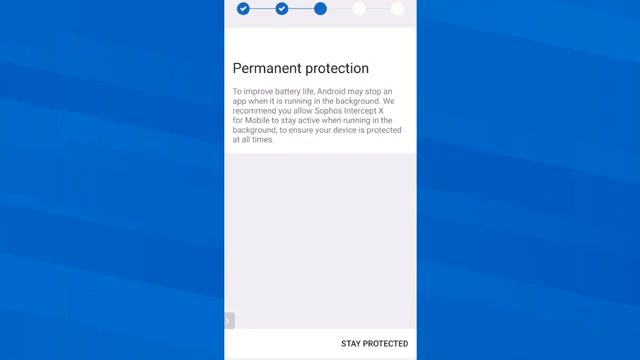 Permanent protection
To improve battery life, Android may stop an
app when it is running in the background. We
recommend you allow Sophos Intercept X
for Mobile to stay active when running in the
background, to ensure your device is protected
at all times.
STAY PROTECTED